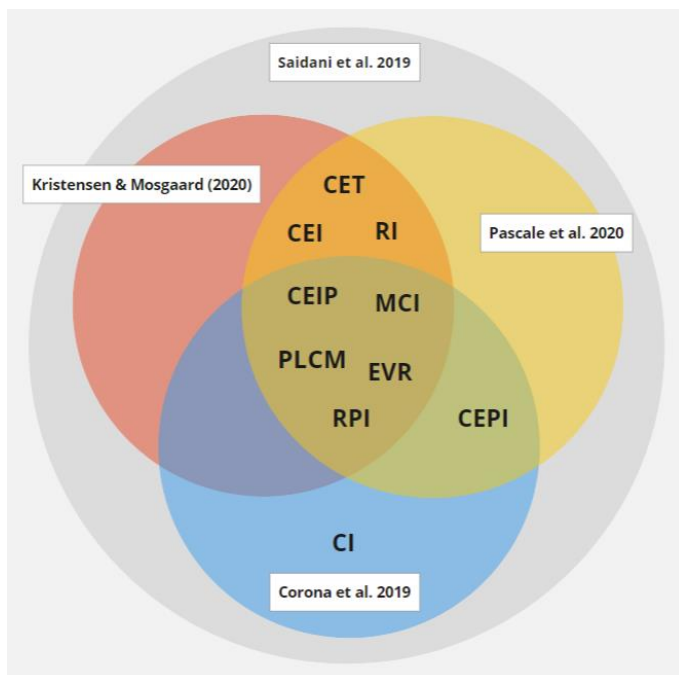 Saidani et al. 2019
Kristensen & Mosgaard (2020)
CET
CEI
RI
Pascale et al. 2020
CEIP
MCI
PLCM
EVR
RPI
CEPI
CI
Corona et al. 2019